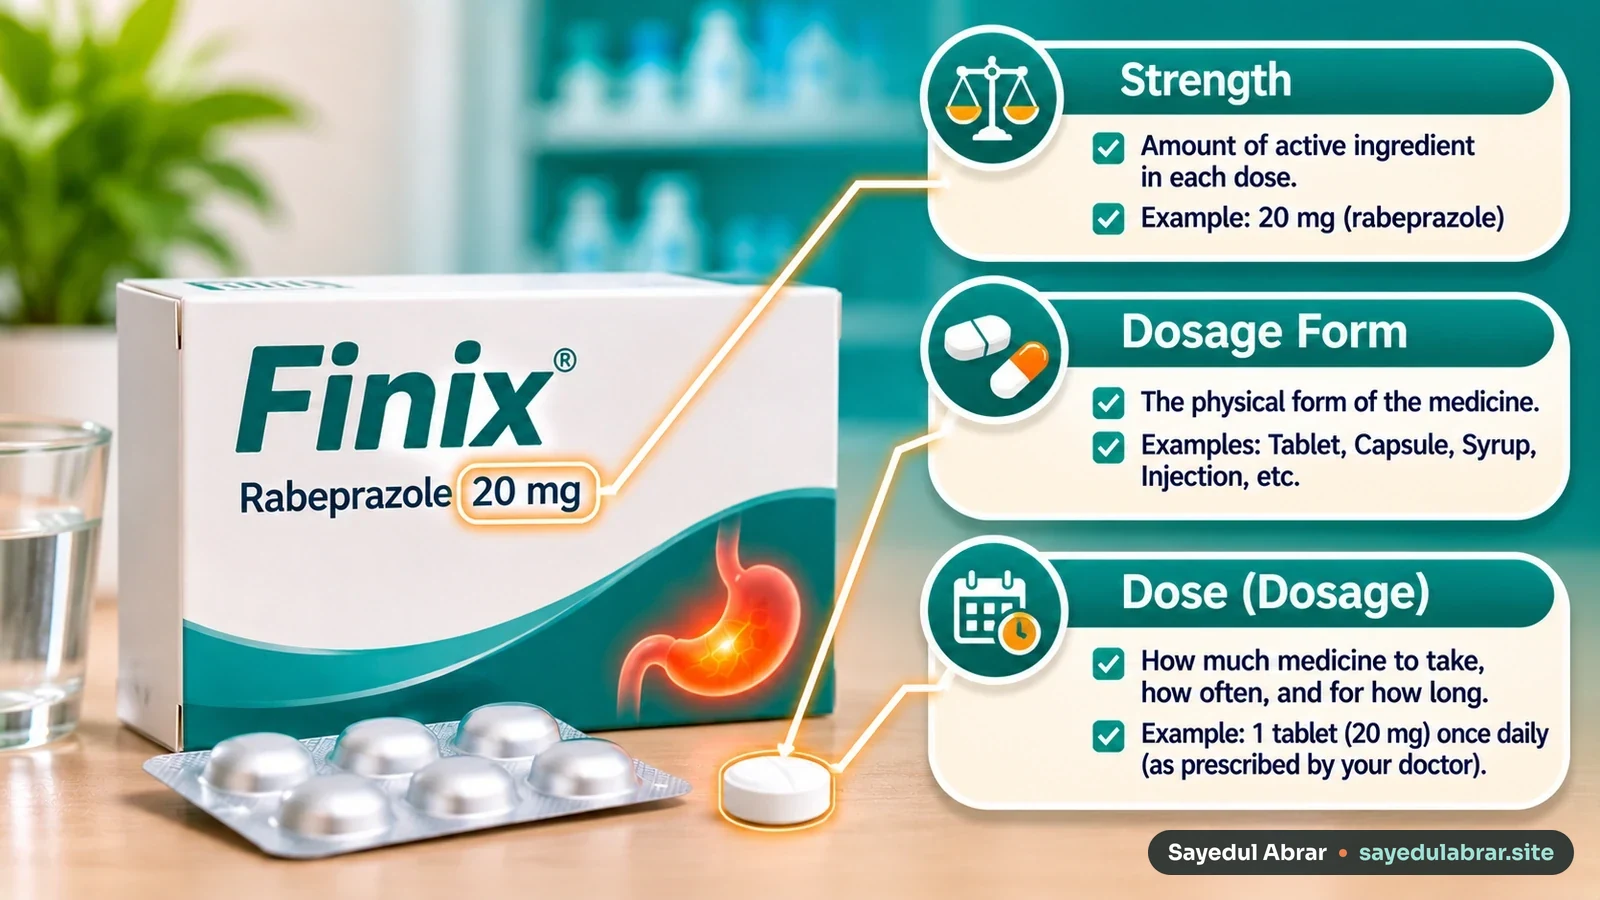 Finix®
Rabeprazole 20 mg
Strength
Amount of active ingredient
in each dose.
Example: 20 mg (rabeprazole)
Dosage Form
The physical form of the medicine.
Examples: Tablet, Capsule, Syrup,
Injection, etc.
Dose (Dosage)
How much medicine to take,
how often, and for how long.
Example: 1 tablet (20 mg) once daily
(as prescribed by your doctor).
Sayedul Abrar • sayedulabrar.site